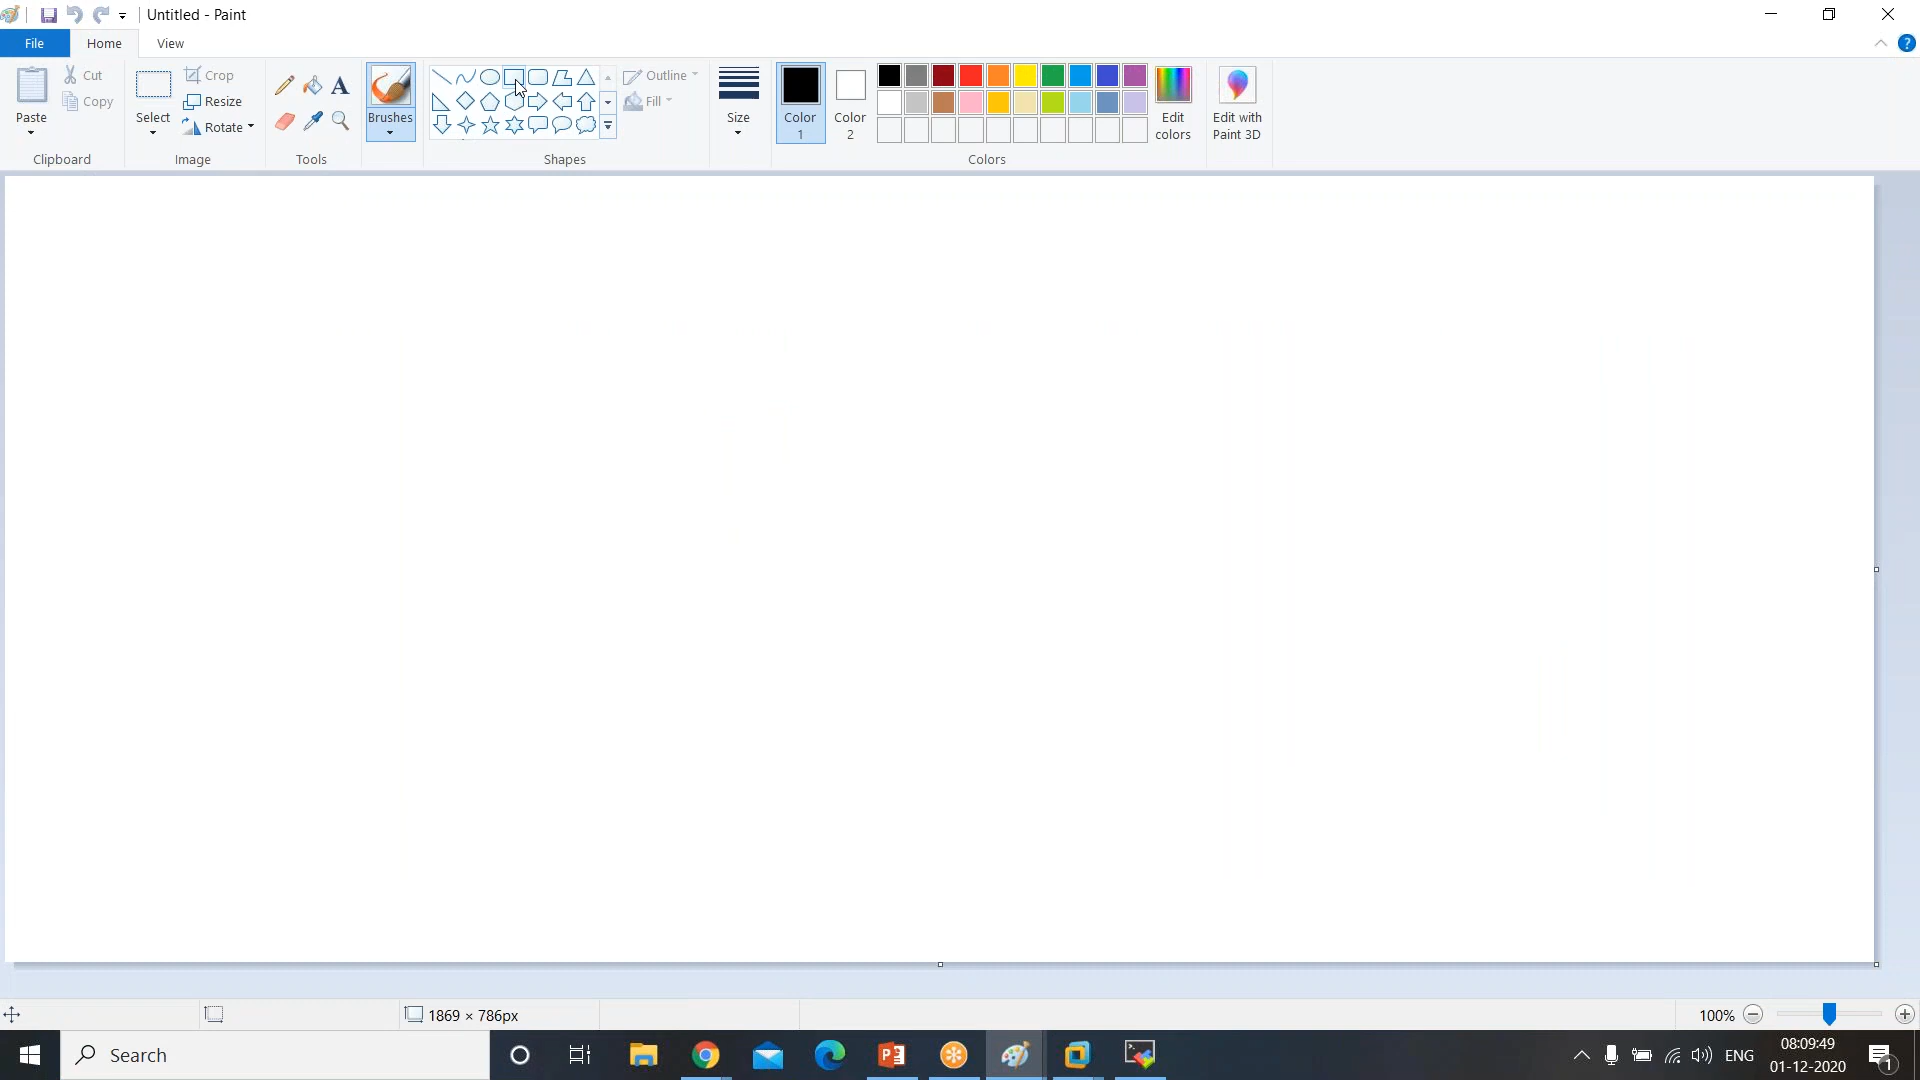 Untitled - Paint
File
Home
View
?
Paste
Cut
Copy
Clipboard
Select
Crop
Resize
Rotate
Image
A
Tools
Brushes
Outline
Fill
Shapes
Size
Color
1
Color
2
Edit
colors
Colors
Edit with
Paint 3D
1869 × 786px
100%
Search
ENG
08:09:49
01-12-2020
1